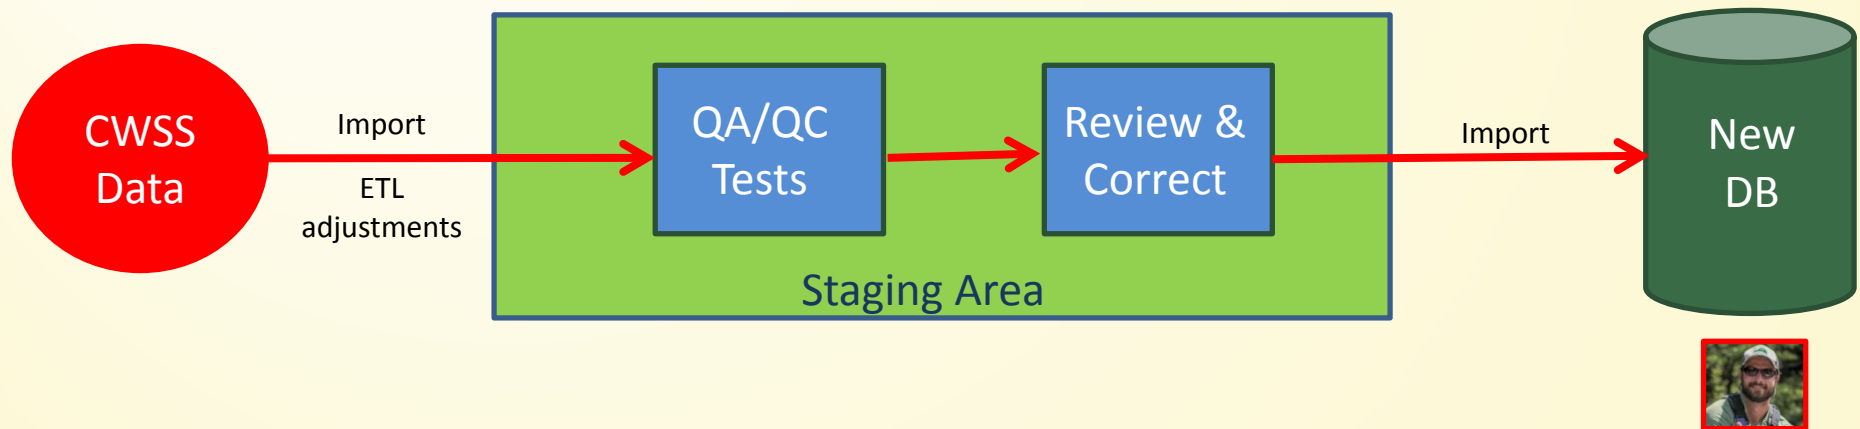 CWSS
Data
Import
ETL
adjustments
QA/QC
Tests
Review &
Correct
Staging Area
Import
New
DB